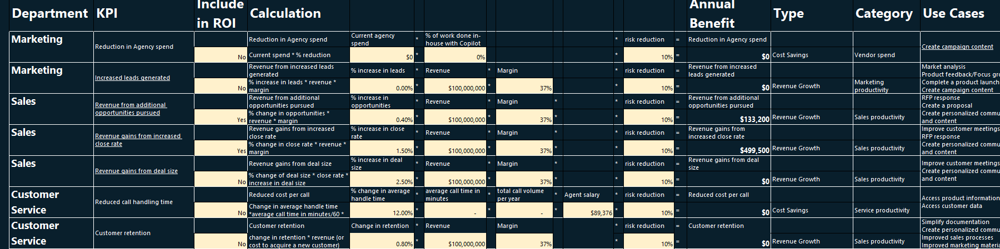 Department KPI Include in ROI Calculation Annual Benefit Type Category Use Cases
Marketing
Reduction in Agency spend
No
Reduction in Agency spend
Current spend * % reduction
Current agency spend
$0
*
*
% of work done in-house with Copilot
0%
*
*
risk reduction
10%
=
=
Reduction in Agency spend
$0
Cost Savings
Vendor spend
Create campaign content
Marketing
Increased leads generated
No
Revenue from increased leads generated
% increase in leads * revenue * margin
% increase in leads
0.00%
*
*
Revenue
$100,000,000
*
*
Margin
37%
*
*
risk reduction
10%
=
=
Revenue from increased leads generated
$0
Revenue Growth
Marketing productivity
Market analysis
Product feedback/Focus gro
Complete a product launch
Create campaign content
Sales
Revenue from additional opportunities pursued
Yes
Revenue from additional opportunities pursued
% change in opportunities * revenue * margin
% increase in opportunities
0.40%
*
*
Revenue
$100,000,000
*
*
Margin
37%
*
*
*
risk reduction
10%
=
=
Revenue from additional opportunities pursued
$133,200
Revenue Growth
Sales productivity
RFP response
Create a proposal
Create personalized commu
and content
Sales
Revenue gains from increased close rate
Yes
Revenue gains from increased close rate
% change in close rate * revenue * margin
% increase in close rate
1.50%
*
*
Revenue
$100,000,000
*
*
Margin
37%
*
*
risk reduction
10%
=
=
Revenue gains from increased close rate
$499,500
Revenue Growth
Sales productivity
Improve customer meetings
RFP response
Create personalized commu
and content
Sales
Revenue gains from deal size
No
Revenue gains from deal size
% change of deal size * close rate * increase in deal size
% increase in deal size
2.50%
*
*
Revenue
$100,000,000
*
*
Margin
37%
*
*
*
risk reduction
10%
=
=
Revenue gains from deal size
$0
Revenue Growth
Sales productivity
Improve customer meetings
Create personalized commu
and content
Customer Service
Reduced call handling time
No
Reduced cost per call
Change in average handle time *average call time in minutes/60 *
% change in average handle time
12.00%
*
*
average call time in minutes
-
*
*
total call volume per year
-
*
*
Agent salary
$89,376
*
*
risk reduction
10%
=
=
Reduced cost per call
$0
Cost Savings
Service productivity
Access product information
Access customer data
Customer Service
Customer retention
No
Customer retention
change in retention * revenue (or cost to acquire a new customer)
Change in retention
0.80%
*
*
Revenue
$100,000,000
Margin
37%
*
*
risk reduction
10%
=
=
Customer retention
$0
Revenue Growth
Sales productivity
Simplify documentation
Create personalized commu
Improved sales processes
Improved marketing materia